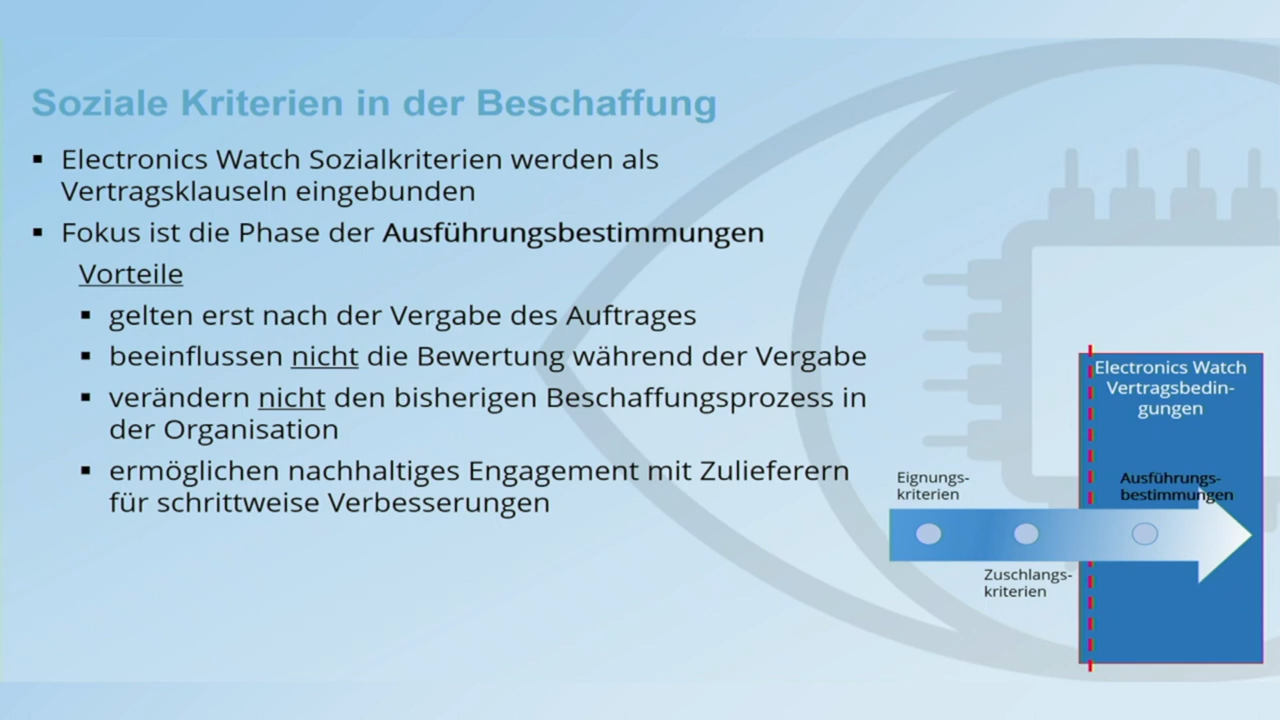 Soziale Kriterien in der Beschaffung
▪ Electronics Watch Sozialkriterien werden als
Vertragsklauseln eingebunden
▪ Fokus ist die Phase der Ausführungsbestimmungen
Vorteile
▪ gelten erst nach der Vergabe des Auftrages
▪ beeinflussen nicht die Bewertung während der Vergabe
▪ verändern nicht den bisherigen Beschaffungsprozess in
der Organisation
▪ ermöglichen nachhaltiges Engagement mit Zulieferern
für schrittweise Verbesserungen
Electronics Watch
Vertragsbedin-
gungen
Eignungs-
kriterien
Ausführungs-
bestimmungen
Zuschlangs-
kriterien